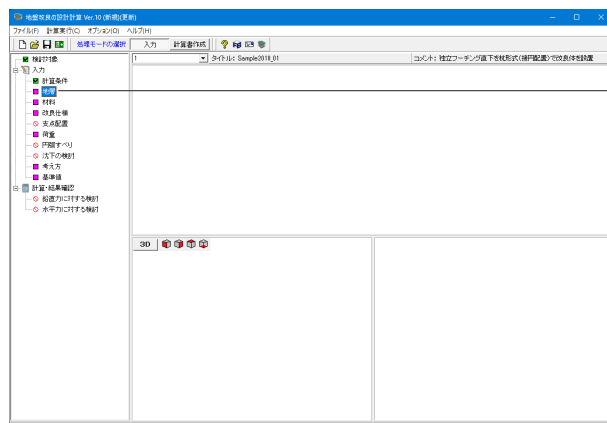 地盤改良の設計計算 Ver.10 (新規)(更新)
ファイル(F) 計算実行(C) オプション(O) ヘルプ(H)
処理モードの選択 入力 計算書作成
検討対象
1 タイトル: Sample2018_01 コメント: 独立フーチング直下を杭形式(接円配置)で改良体を設置
入力
計算条件
地層
材料
改良仕様
支点配置
荷重
円弧すべり
沈下の検討
考え方
基準値
計算・結果確認
鉛直力に対する検討
水平力に対する検討
3D